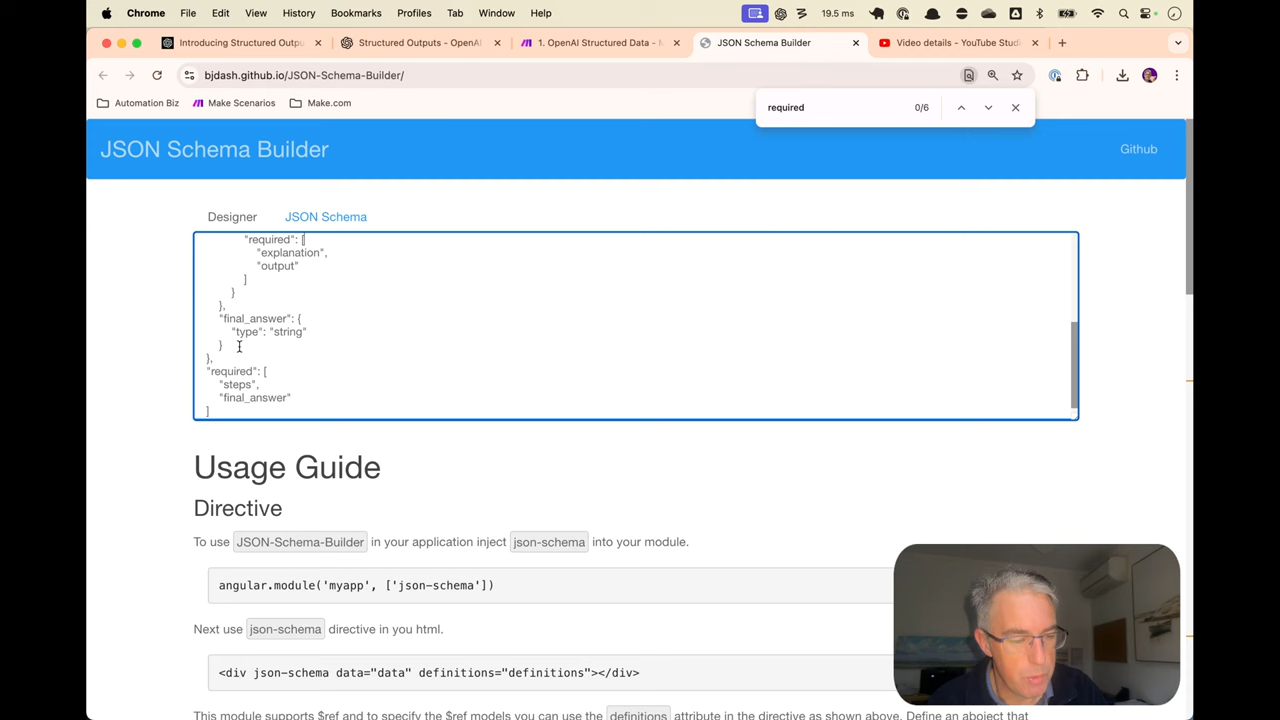 Chrome File Edit View History Bookmarks Profiles Tab Window Help 19.5 ms
Introducing Structured Outpu
Structured Outputs - OpenAI
1. OpenAI Structured Data -
JSON Schema Builder
Video details - YouTube Stud
bjdash.github.io/JSON-Schema-Builder/
Automation Biz Make Scenarios Make.com
required 0/6
JSON Schema Builder Github
Designer JSON Schema
"required": [
"explanation",
"output"
]
}
},
"final_answer": {
"type": "string"
}
},
"required": [
"steps",
"final_answer"
]
Usage Guide
Directive
To use JSON-Schema-Builder in your application inject json-schema into your module.
angular.module('myapp', ['json-schema'])
Next use json-schema directive in you html.
<div json-schema data="data" definitions="definitions"></div>
This module supports $ref and to specify the $ref models you can use the definitions attribute in the directive as shown above. Define an aboject that